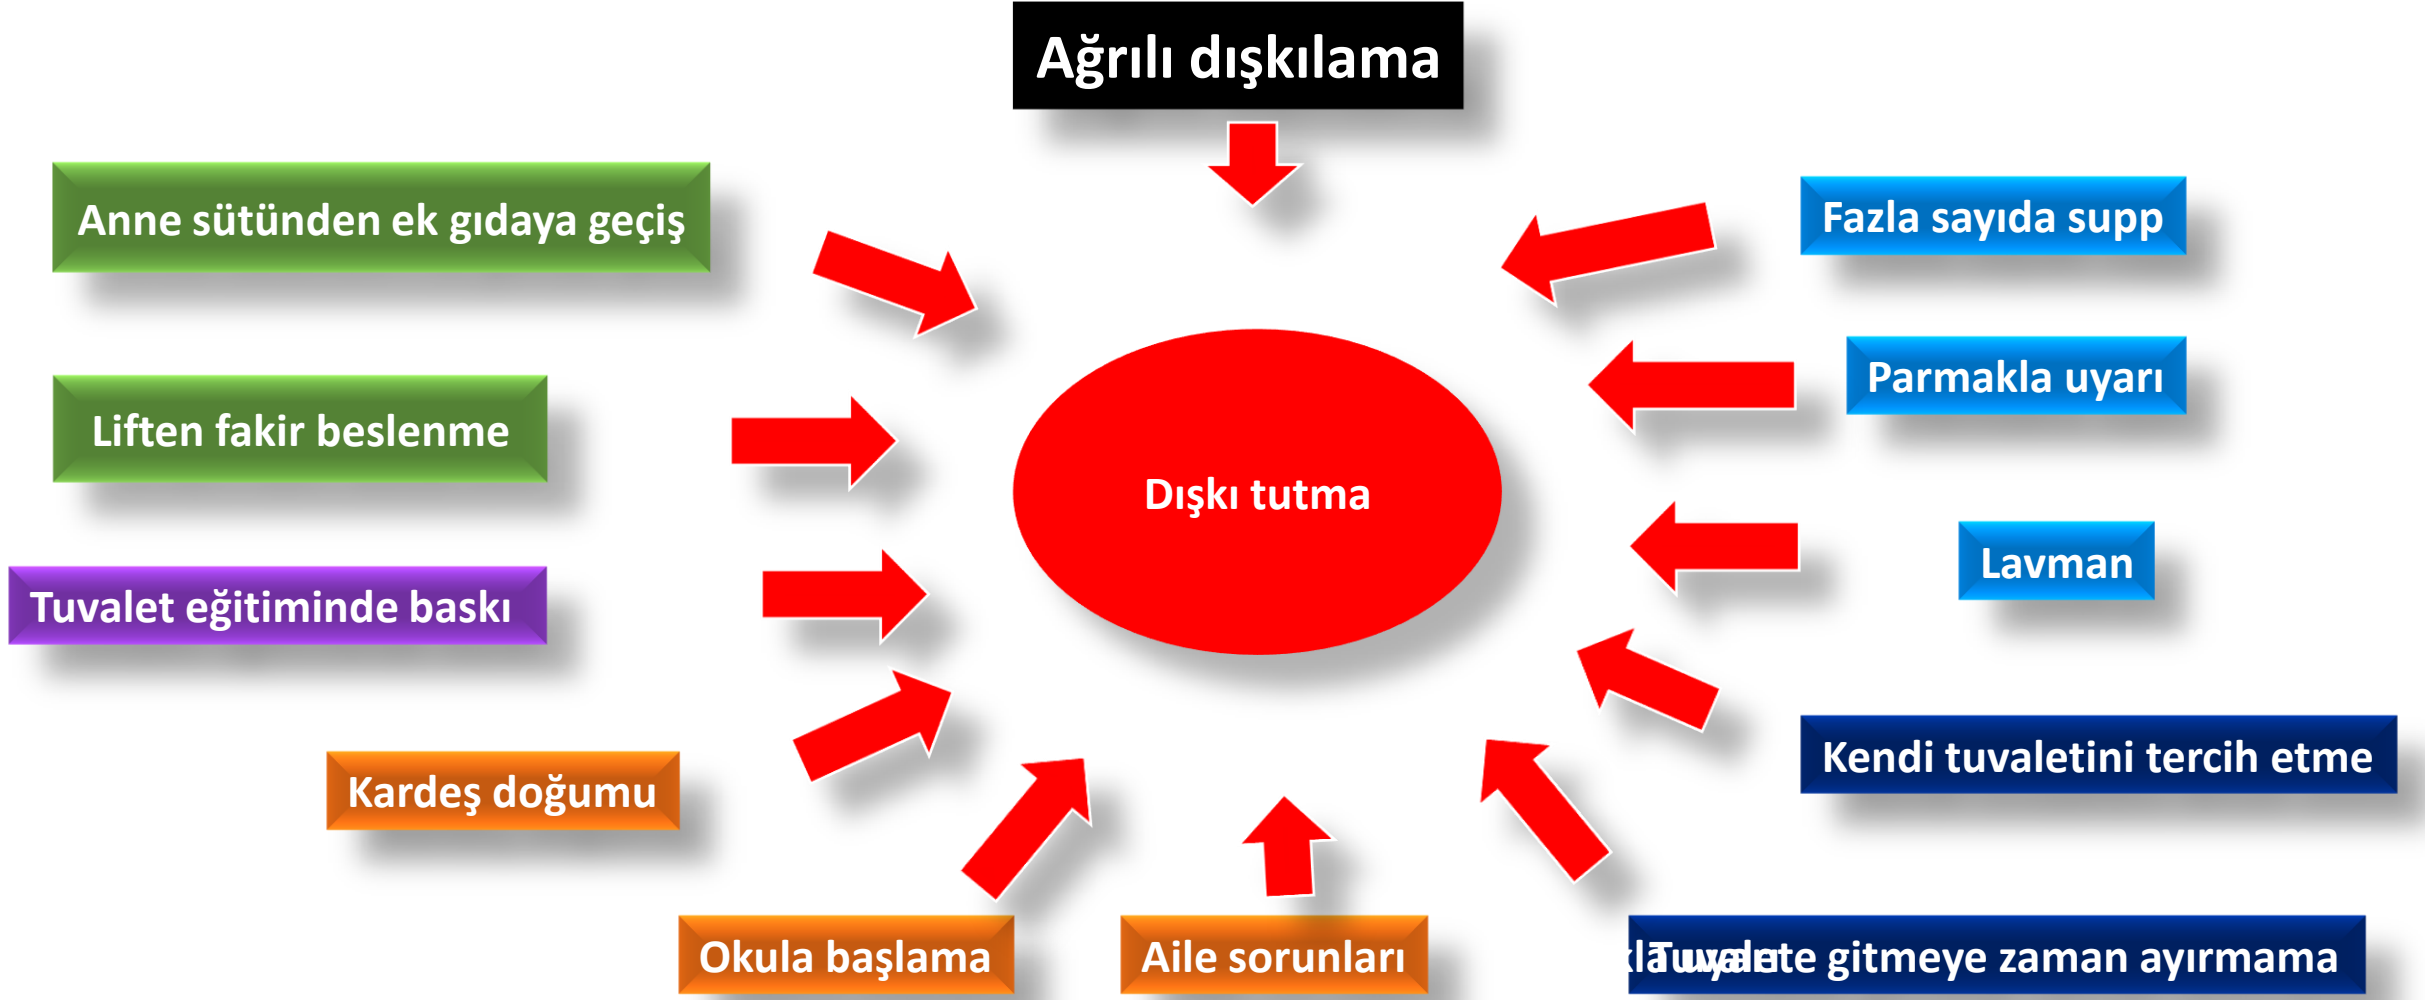 Ağrılı dışkılama
Anne sütünden ek gıdaya geçiş
Fazla sayıda supp
Liften fakir beslenme
Parmakla uyarı
Dışkı tutma
Tuvalet eğitiminde baskı
Lavman
Kardeş doğumu
Kendi tuvaletini tercih etme
Okula başlama
Aile sorunları
Tuvalete gitmeye zaman ayırmama